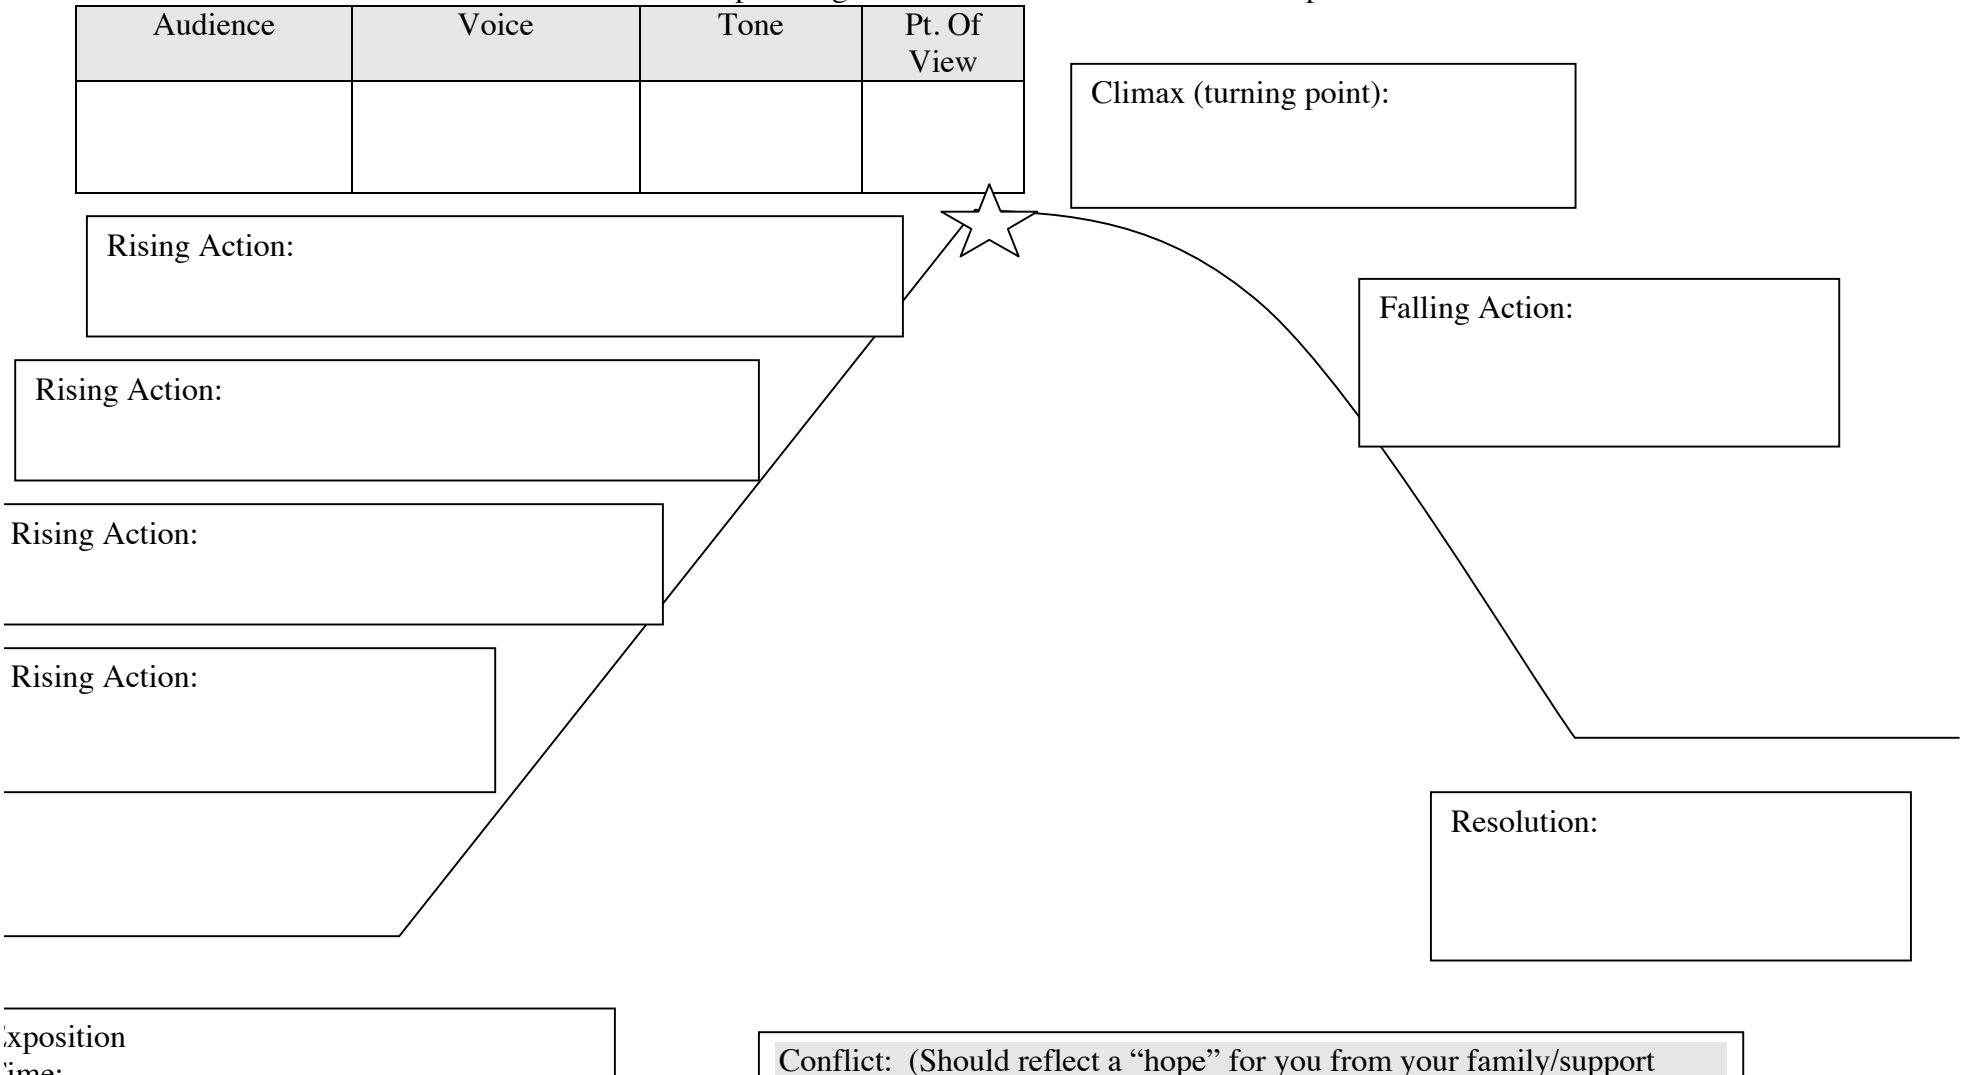 Audience Voice Tone Pt. Of
View
Climax (turning point):
Rising Action:
Falling Action:
Rising Action:
Rising Action:
Rising Action:
Resolution:
xposition
ime:
Conflict: (Should reflect a “hope” for you from your family/support